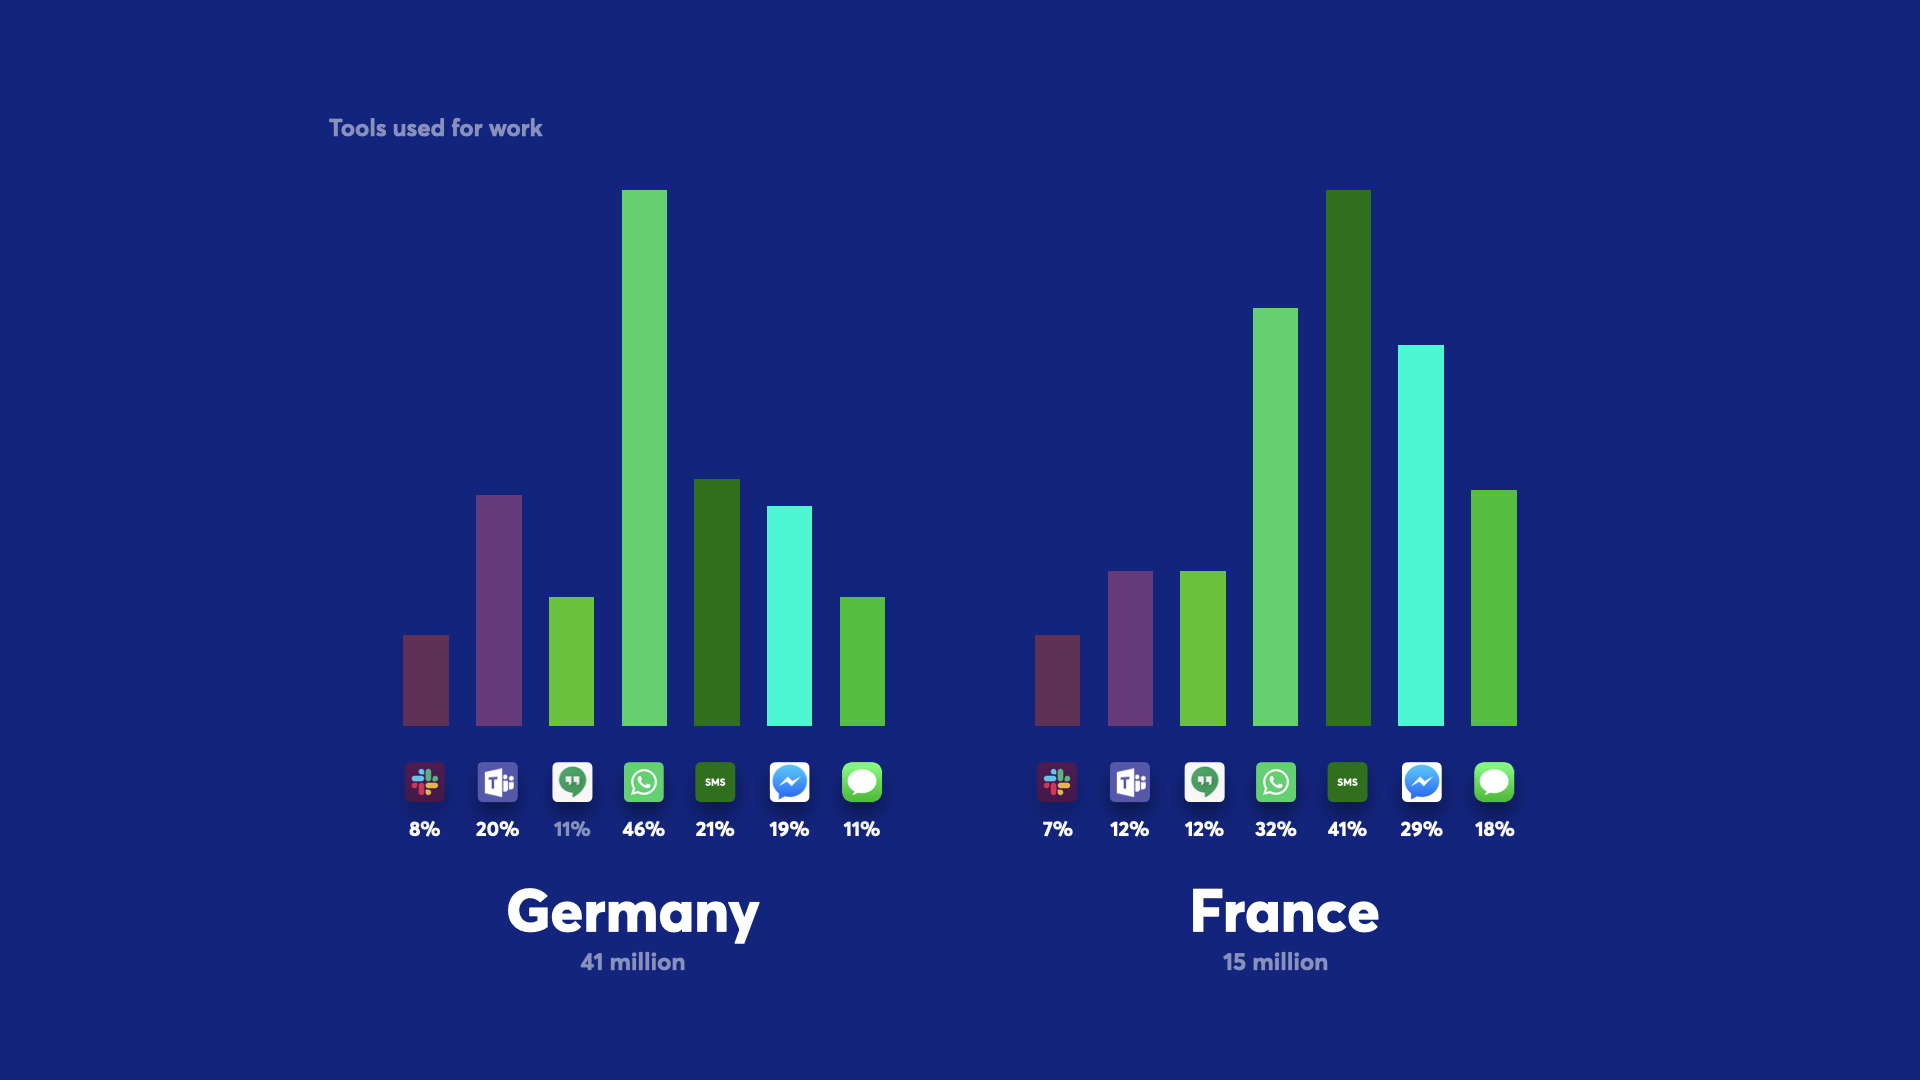 Tools used for work
T
SMS
SMS
T
8% 20% 11% 46% 21% 19% 11%
7% 12% 12% 32% 41% 29% 18%
Germany
41 million
France
15 million